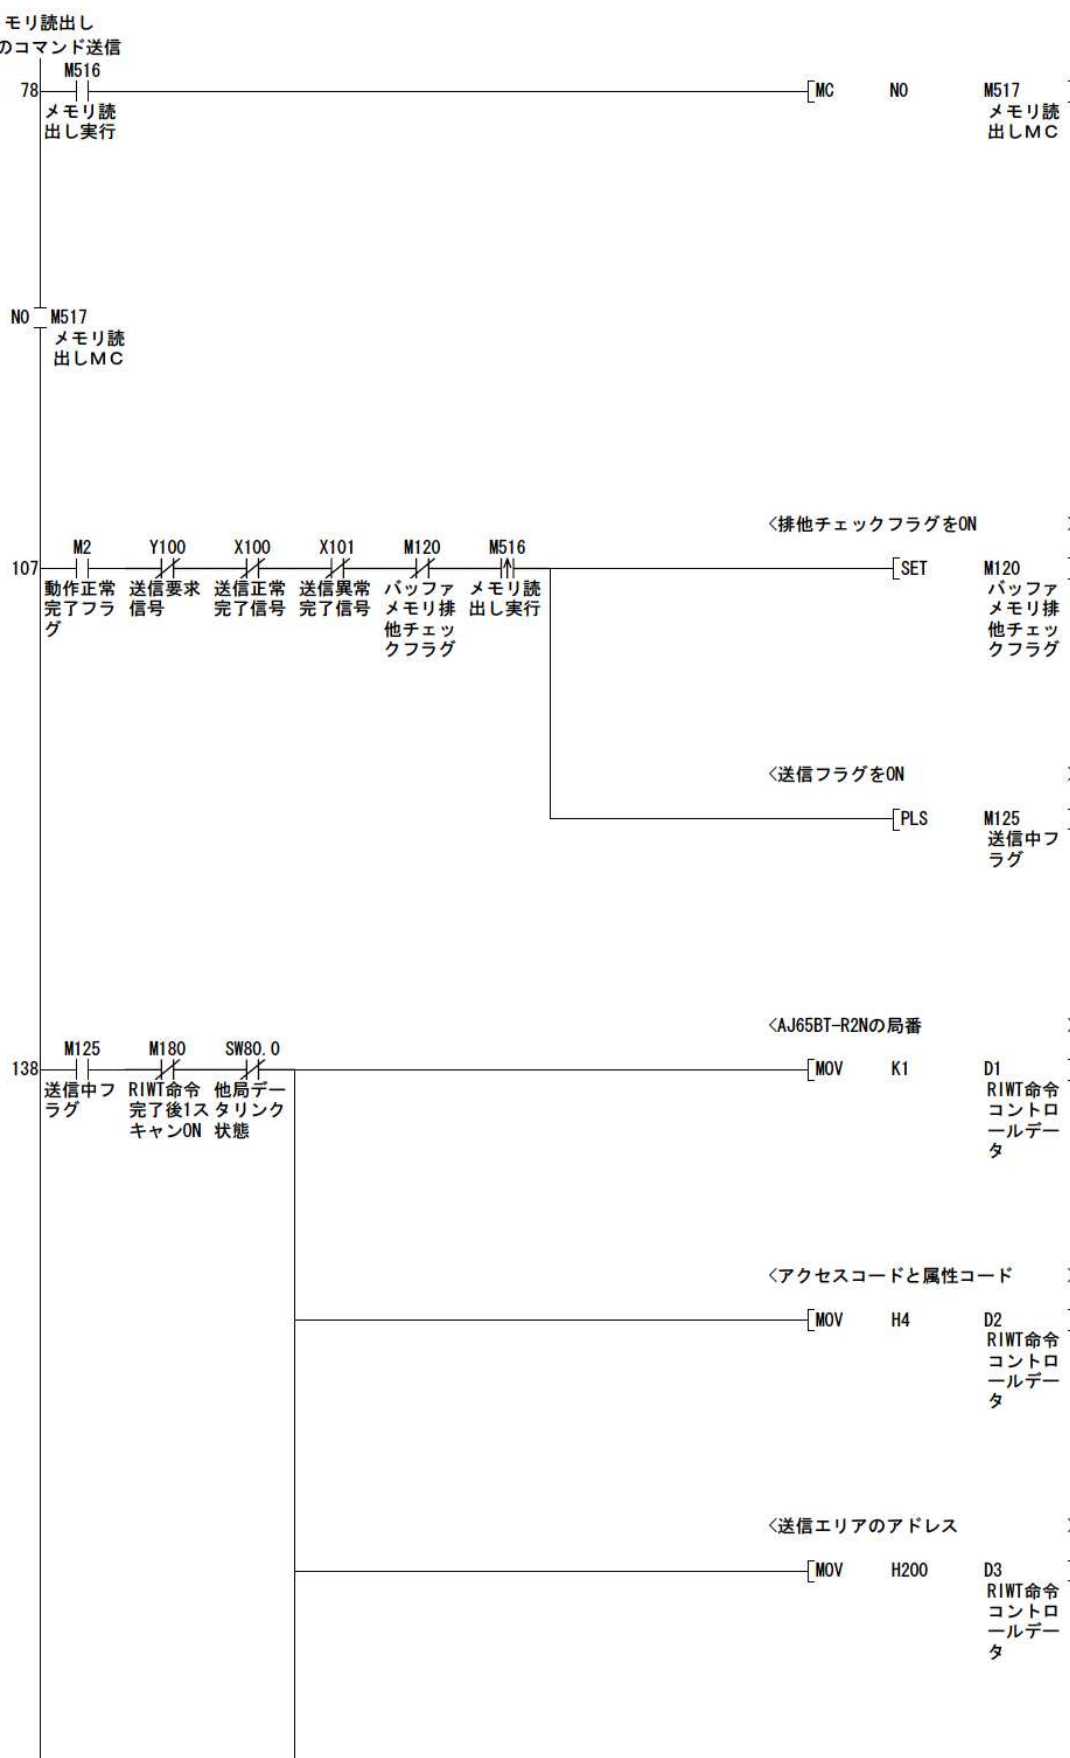 モリ読出し
のコマンド送信
M516
78
MC N0 M517
メモリ読
出し実行
メモリ読
出しMC
N0 M517
メモリ読
出しMC
<排他チェックフラグをON
M2 Y100 X100 X101 M120 M516
107
SET M120
動作正常 送信要求 送信正常 送信異常 バッファ メモリ読
完了フラ 信号 完了信号 完了信号 メモリ排 出し実行
グ 他チェッ
クフラグ
バッファ
メモリ排
他チェッ
クフラグ
<送信フラグをON
PLS M125
送信中フ
ラグ
<AJ65BT-R2Nの局番
M125 M180 SW80.0
138
MOV K1 D1
送信中フ RIWT命令 他局デー
ラグ 完了後1ス タリンク
キャンON 状態
RIWT命令
コントロ
ールデー
タ
<アクセスコードと属性コード
MOV H4 D2
RIWT命令
コントロ
ールデー
タ
<送信エリアのアドレス
MOV H200 D3
RIWT命令
コントロ
ールデー
タ